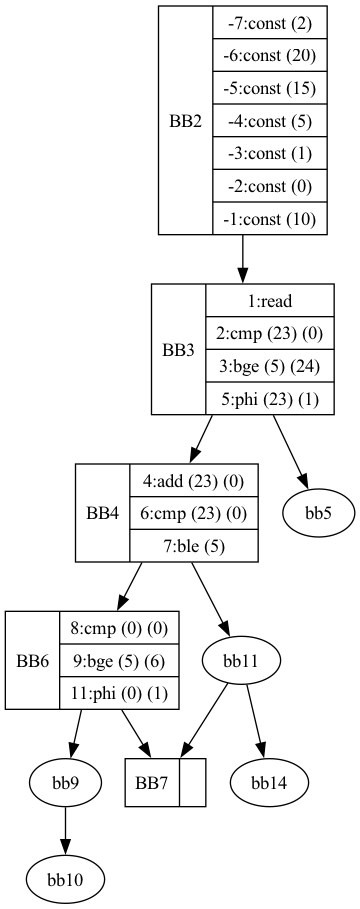 BB2
-7:const (2)
-6:const (20)
-5:const (15)
-4:const (5)
-3:const (1)
-2:const (0)
-1:const (10)
BB3
1:read
2:cmp (23) (0)
3:bge (5) (24)
5:phi (23) (1)
BB4
4:add (23) (0)
6:cmp (23) (0)
7:ble (5)
bb5
BB6
8:cmp (0) (0)
9:bge (5) (6)
11:phi (0) (1)
bb11
bb9
BB7
bb14
bb10